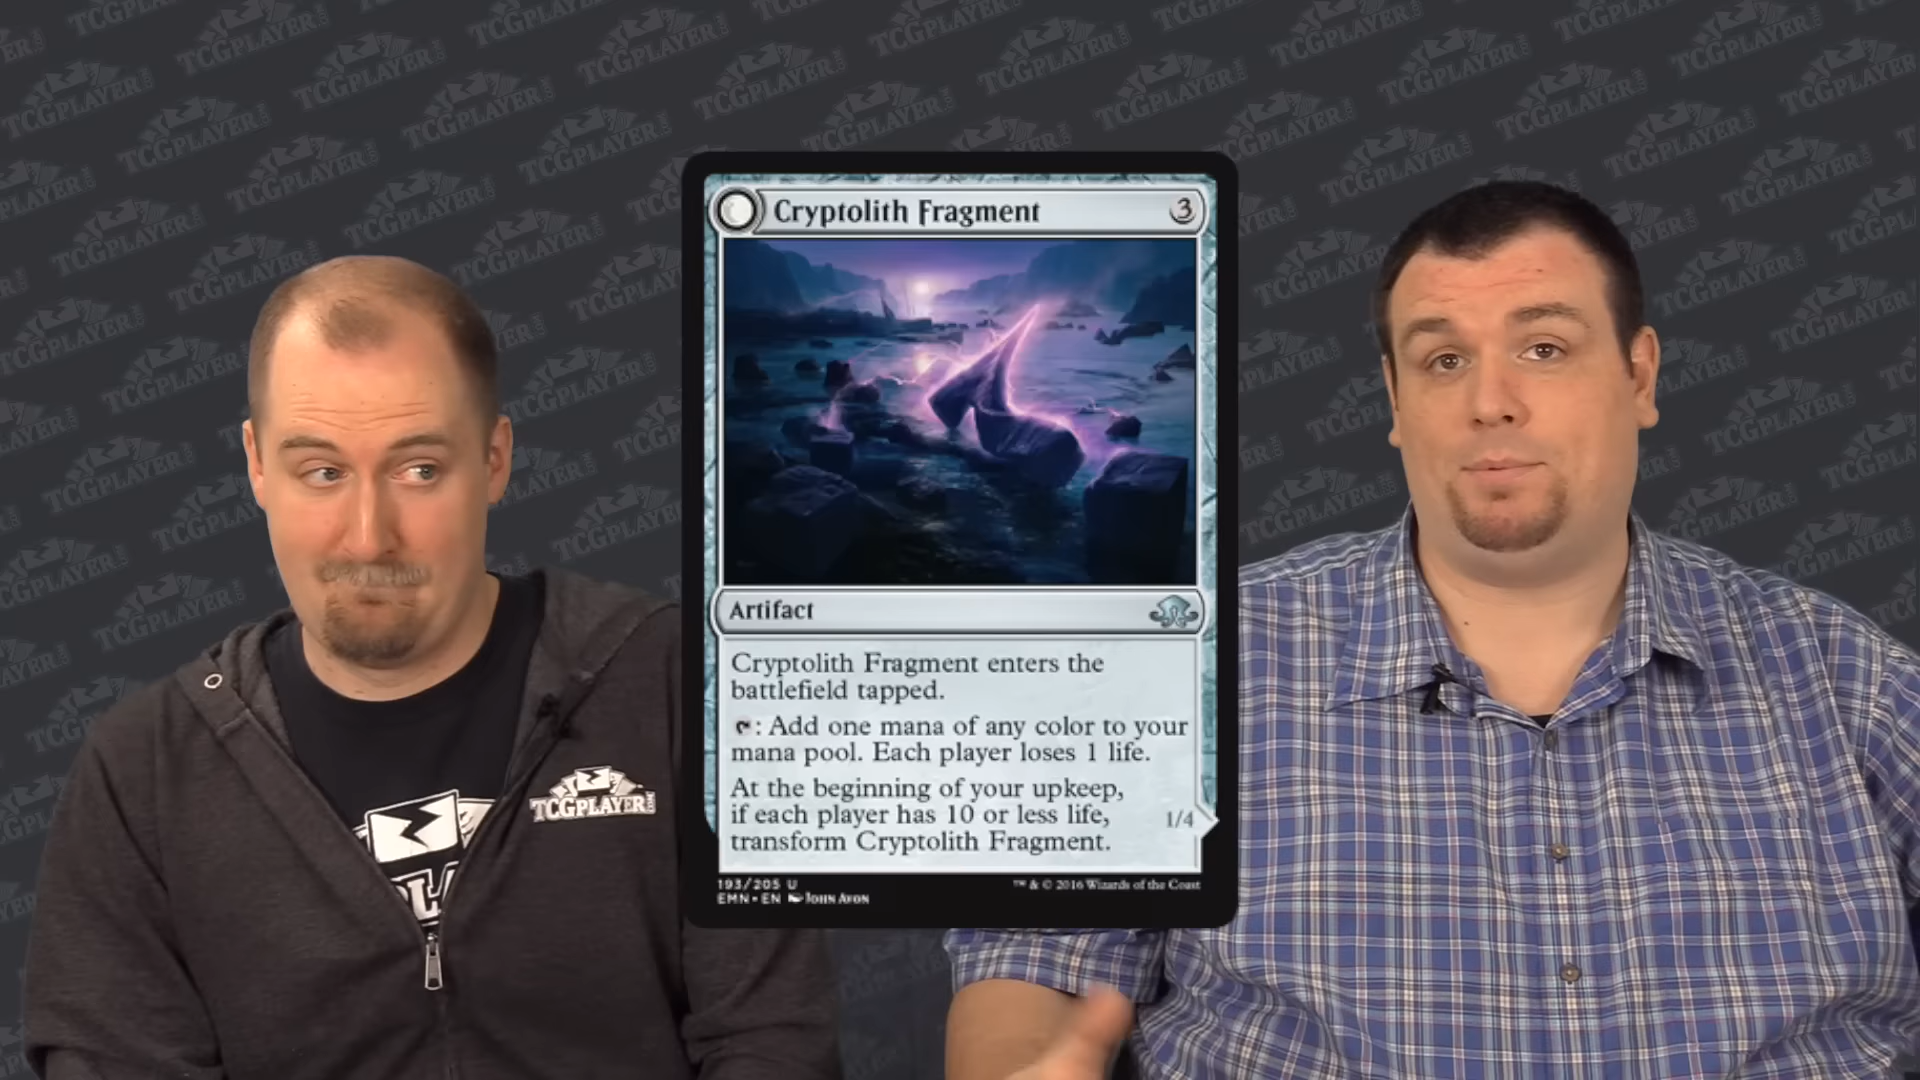 Cryptolith Fragment 3
Artifact
Cryptolith Fragment enters the
battlefield tapped.
: Add one mana of any color to your
mana pool. Each player loses 1 life.
At the beginning of your upkeep,
if each player has 10 or less life,
transform Cryptolith Fragment.
1/4
193/205 U
EMN • EN John Avon
™ & © 2016 Wizards of the Coast
TCGPLAYER.COM